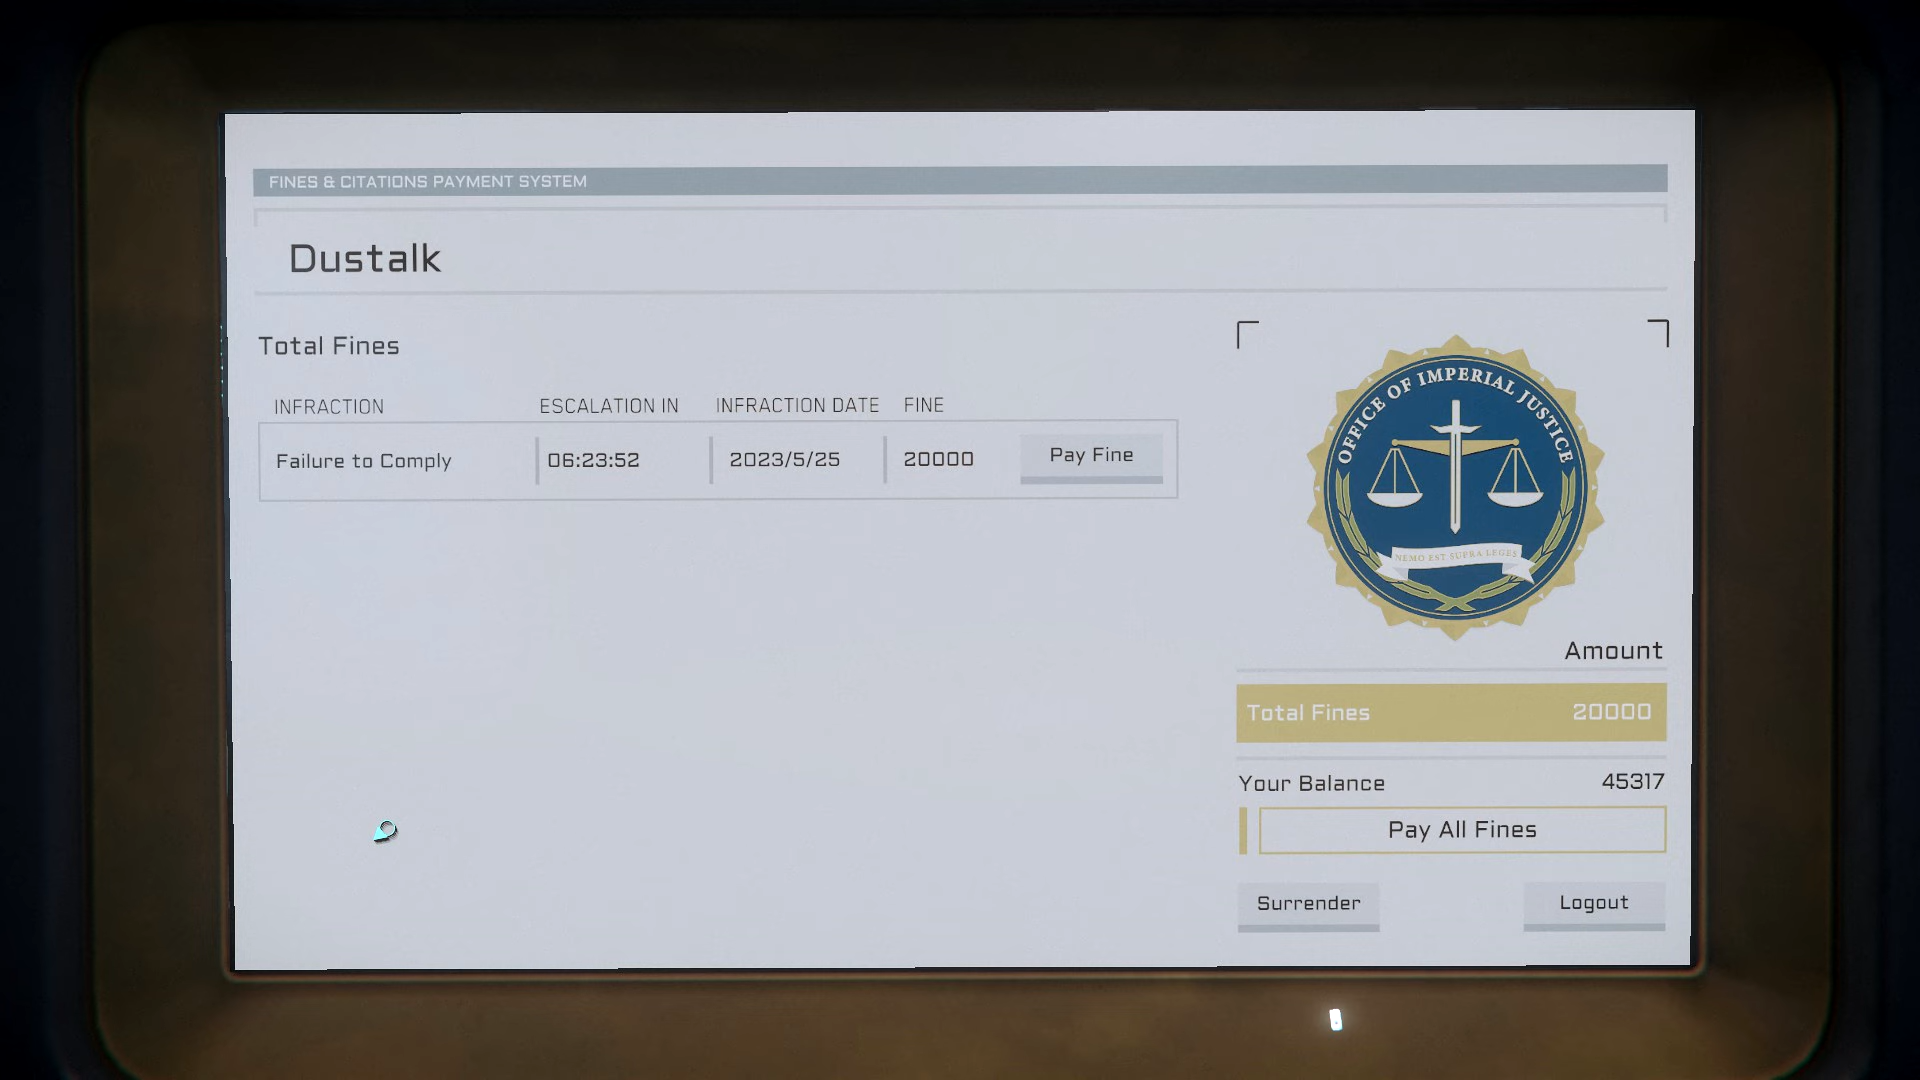 FINES & CITATIONS PAYMENT SYSTEM
Dustalk
Total Fines
INFRACTION ESCALATION IN INFRACTION DATE FINE
Failure to Comply 06:23:52 2023/5/25 20000 Pay Fine
OFFICE OF IMPERIAL JUSTICE
NEMO EST SUPRA LEGES
Amount
Total Fines 20000
Your Balance 45317
Pay All Fines
Surrender Logout